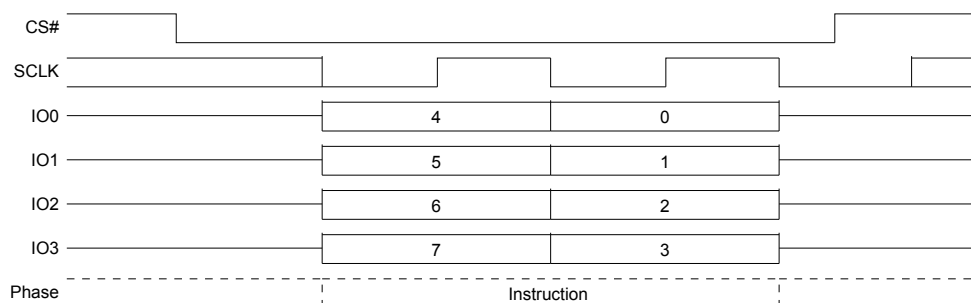 CS#
SCLK
IO0 4 0
IO1 5 1
IO2 6 2
IO3 7 3
Phase Instruction